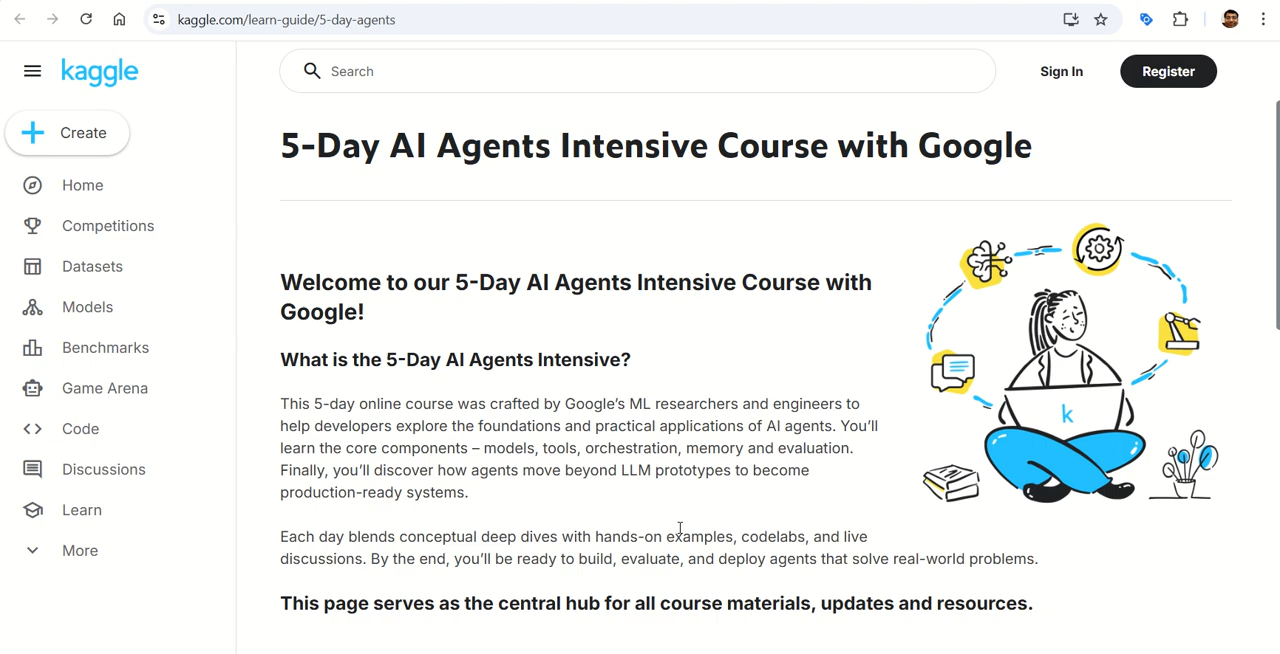 kaggle.com/learn-guide/5-day-agents
kaggle
Search
Sign In
Register
Create
Home
Competitions
Datasets
Models
Benchmarks
Game Arena
Code
Discussions
Learn
More
5-Day AI Agents Intensive Course with Google
Welcome to our 5-Day AI Agents Intensive Course with
Google!
What is the 5-Day AI Agents Intensive?
This 5-day online course was crafted by Google’s ML researchers and engineers to
help developers explore the foundations and practical applications of AI agents. You’ll
learn the core components – models, tools, orchestration, memory and evaluation.
Finally, you’ll discover how agents move beyond LLM prototypes to become
production-ready systems.
Each day blends conceptual deep dives with hands-on examples, codelabs, and live
discussions. By the end, you’ll be ready to build, evaluate, and deploy agents that solve real-world problems.
This page serves as the central hub for all course materials, updates and resources.
k